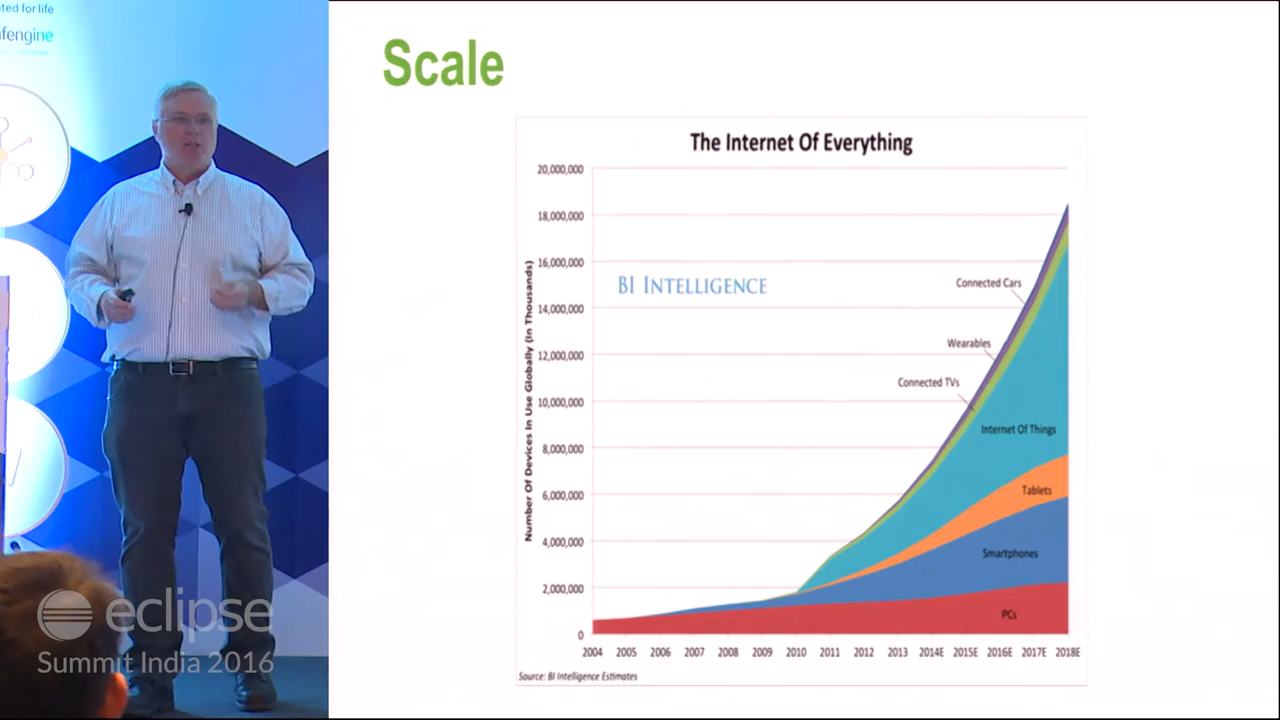 ted for life
fengine
Scale
The Internet Of Everything
20,000,000
18,000,000
16,000,000
14,000,000
12,000,000
10,000,000
8,000,000
6,000,000
4,000,000
2,000,000
0
Number Of Devices In Use Globally (In Thousands)
BI INTELLIGENCE
Connected Cars
Wearables
Connected TVs
Internet Of Things
Tablets
Smartphones
PCs
2004 2005 2006 2007 2008 2009 2010 2011 2012 2013 2014E 2015E 2016E 2017E 2018E
Source: BI Intelligence Estimates
eclipse
Summit India 2016